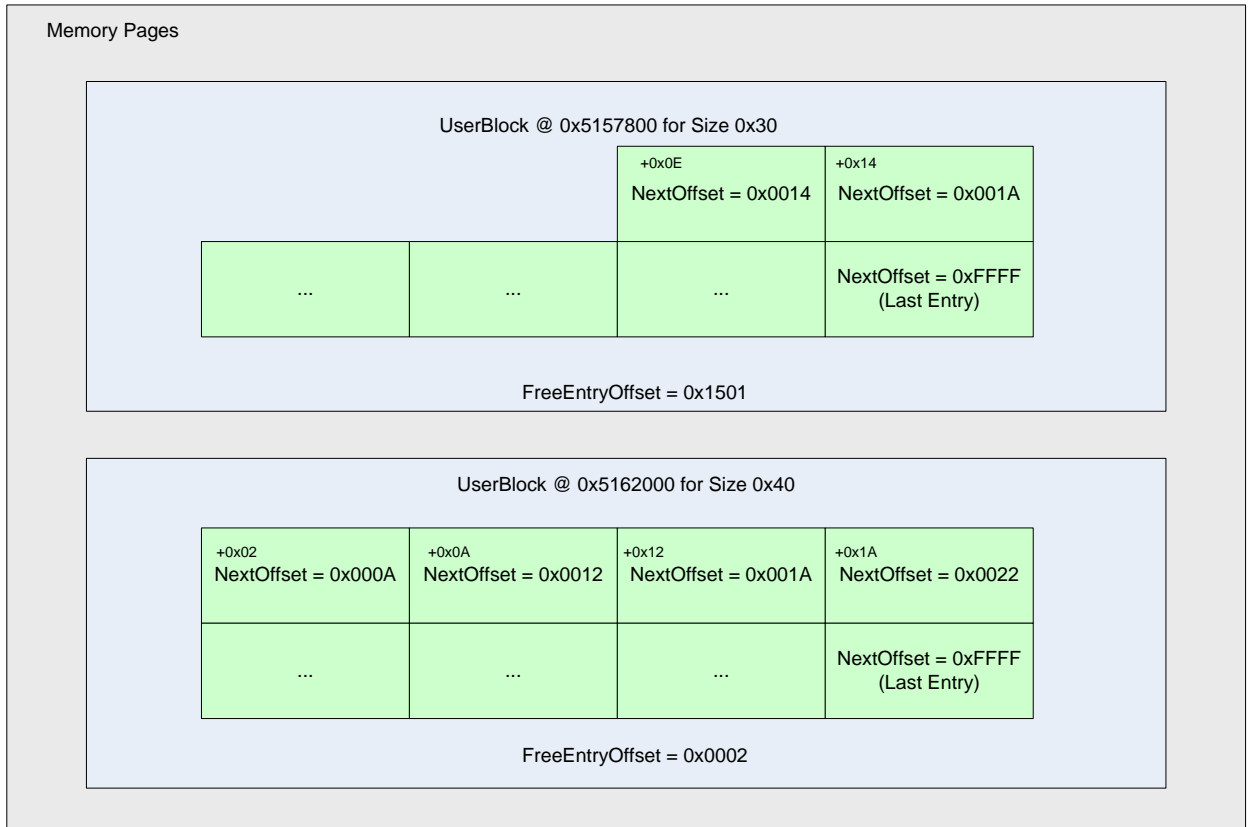 Memory Pages
UserBlock @ 0x5157800 for Size 0x30
+0x0E
NextOffset = 0x0014
+0x14
NextOffset = 0x001A
...
...
...
NextOffset = 0xFFFF
(Last Entry)
FreeEntryOffset = 0x1501
UserBlock @ 0x5162000 for Size 0x40
+0x02
NextOffset = 0x000A
+0x0A
NextOffset = 0x0012
+0x12
NextOffset = 0x001A
+0x1A
NextOffset = 0x0022
...
...
...
NextOffset = 0xFFFF
(Last Entry)
FreeEntryOffset = 0x0002